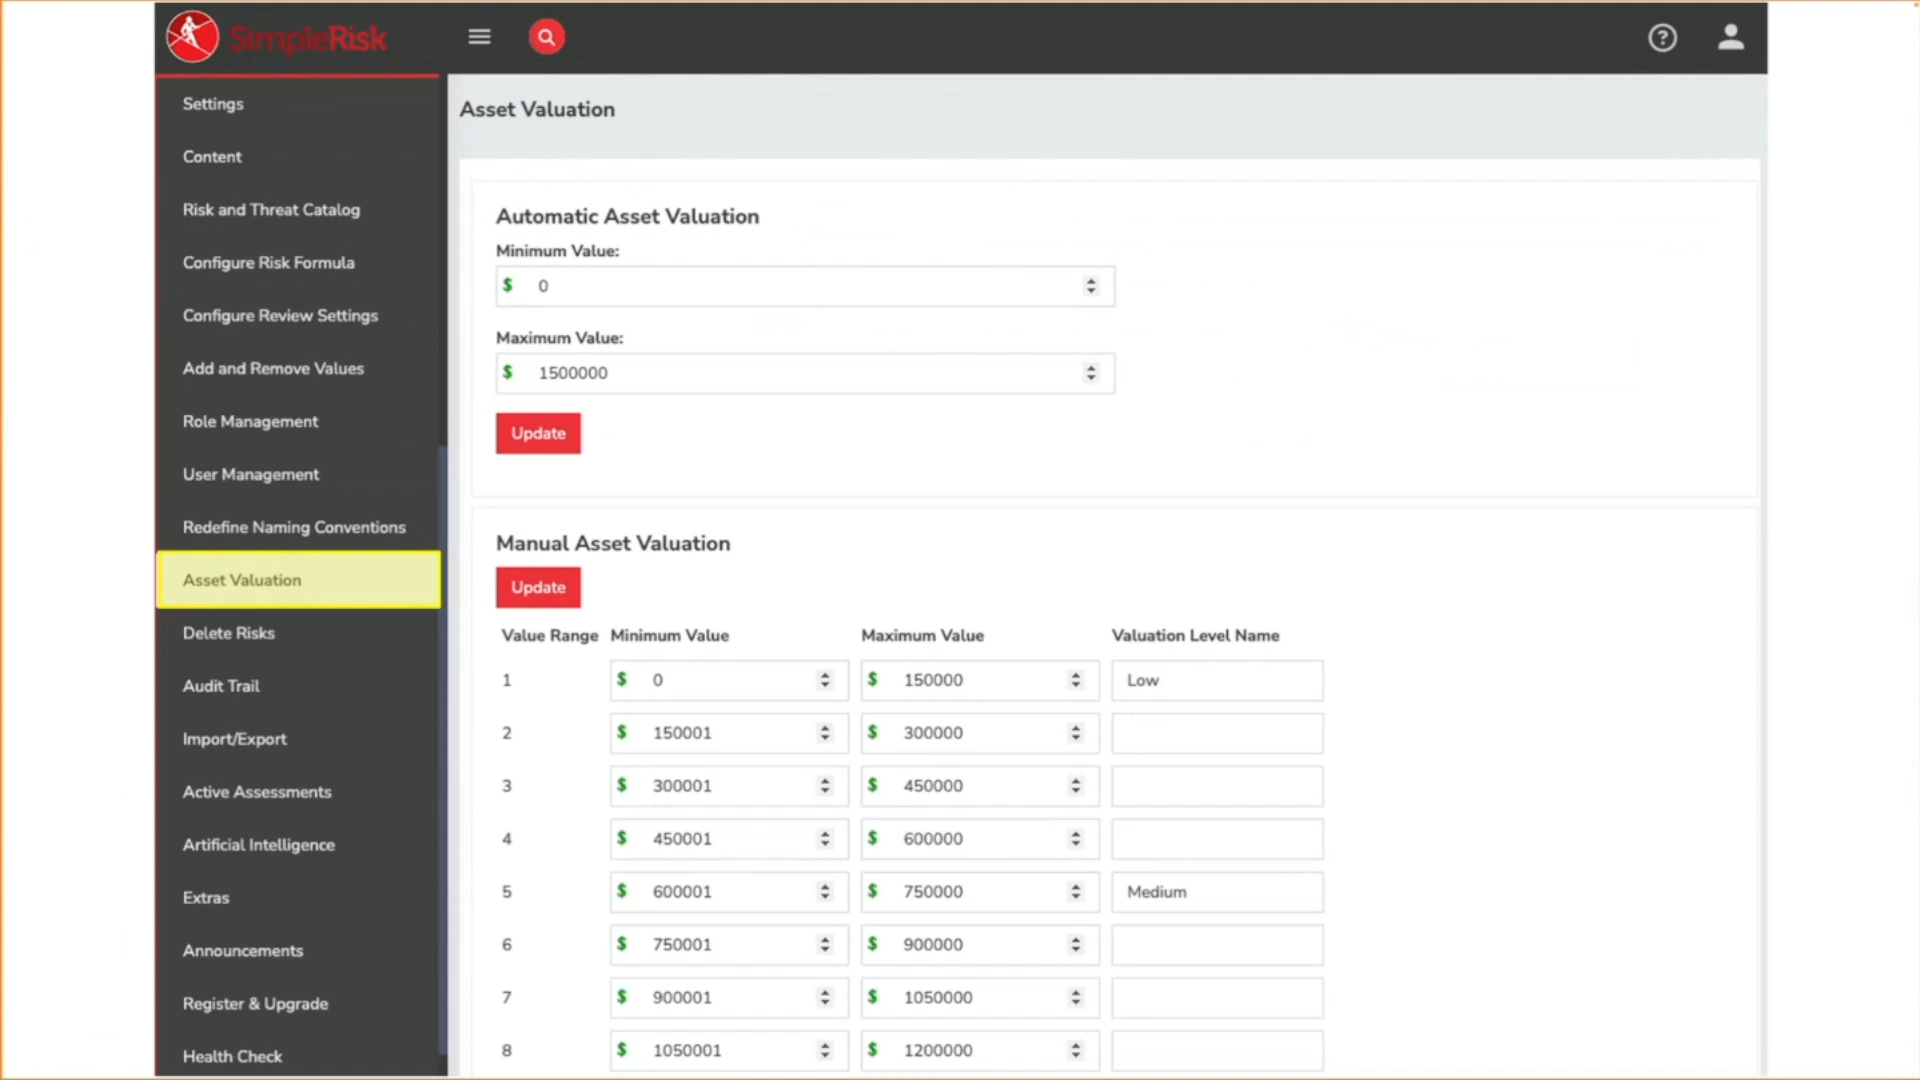 SimpleRisk
Settings
Content
Risk and Threat Catalog
Configure Risk Formula
Configure Review Settings
Add and Remove Values
Role Management
User Management
Redefine Naming Conventions
Asset Valuation
Delete Risks
Audit Trail
Import/Export
Active Assessments
Artificial Intelligence
Extras
Announcements
Register & Upgrade
Health Check
Asset Valuation
Automatic Asset Valuation
Minimum Value:
$ 0
Maximum Value:
$ 1500000
Update
Manual Asset Valuation
Update
Value Range Minimum Value Maximum Value Valuation Level Name
1 $ 0 $ 150000 Low
2 $ 150001 $ 300000
3 $ 300001 $ 450000
4 $ 450001 $ 600000
5 $ 600001 $ 750000 Medium
6 $ 750001 $ 900000
7 $ 900001 $ 1050000
8 $ 1050001 $ 1200000